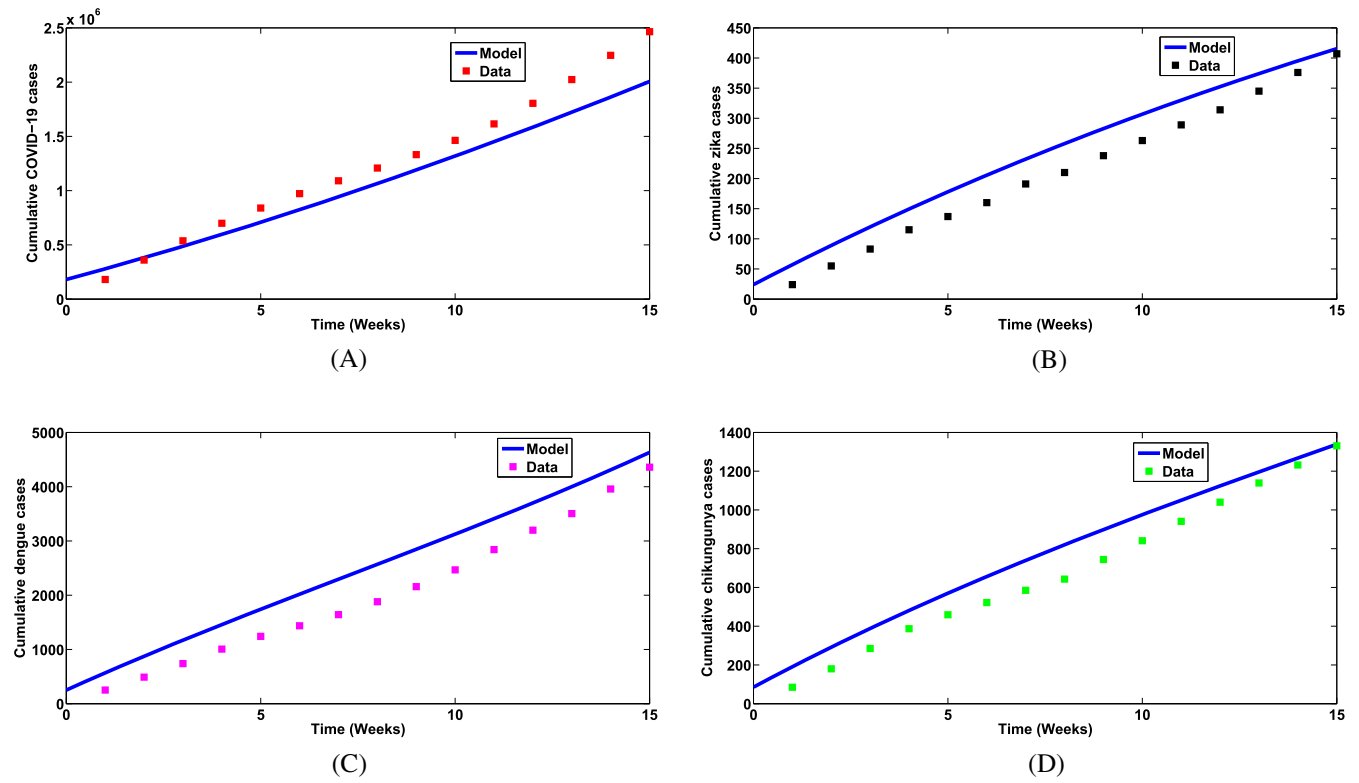 × 10⁶
2.5
2
1.5
1
0.5
0
Cumulative COVID−19 cases
Model
Data
0 5 10 15
Time (Weeks)
(A)
450
400
350
300
250
200
150
100
50
0
Cumulative zika cases
Model
Data
0 5 10 15
Time (Weeks)
(B)
5000
4000
3000
2000
1000
0
Cumulative dengue cases
Model
Data
0 5 10 15
Time (Weeks)
(C)
1400
1200
1000
800
600
400
200
0
Cumulative chikungunya cases
Model
Data
0 5 10 15
Time (Weeks)
(D)